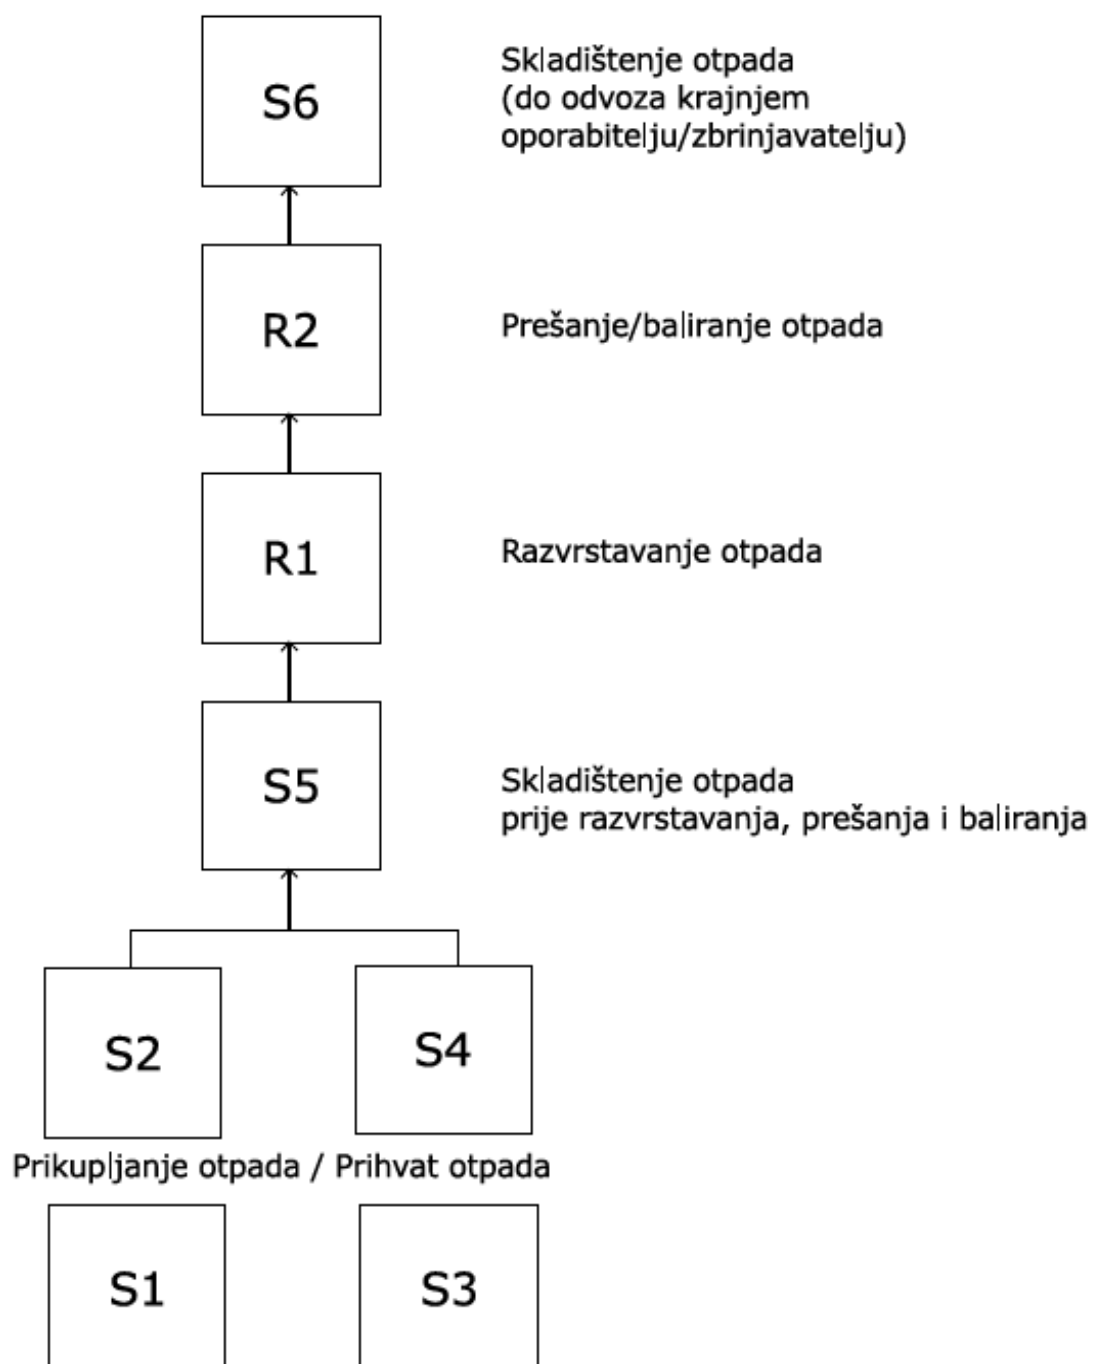 S6
Skladištenje otpada
(do odvoza krajnjem
oporabitelju/zbrinjavatelju)
R2
Prešanje/baliranje otpada
R1
Razvrstavanje otpada
S5
Skladištenje otpada
prije razvrstavanja, prešanja i baliranja
S2
S4
Prikupljanje otpada / Prihvat otpada
S1
S3